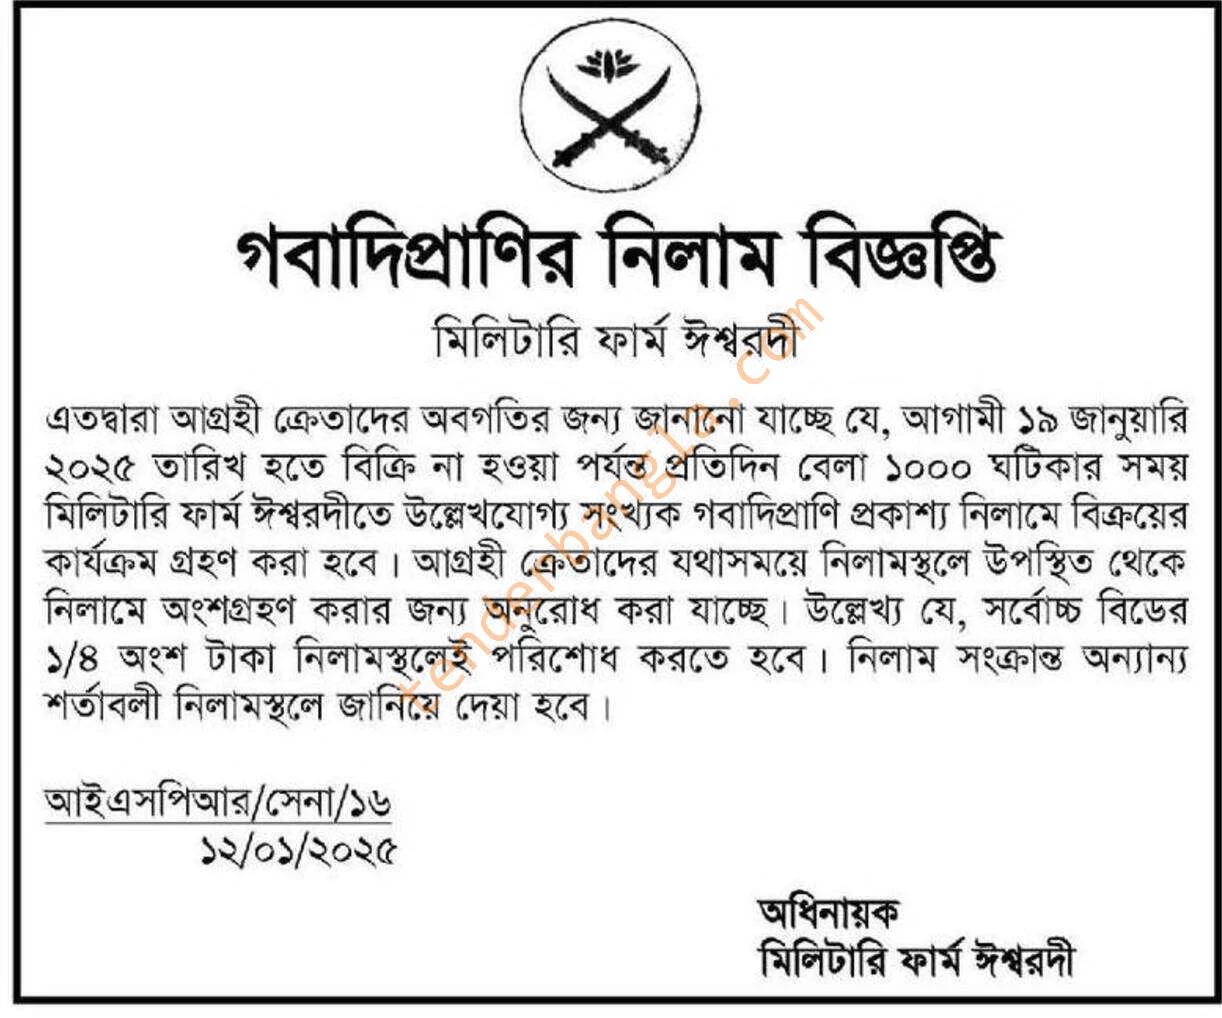 গবাদিপ্রাণির নিলাম বিজ্ঞপ্তি
মিলিটারি ফার্ম ঈশ্বরদী
এতদ্বারা আগ্রহী ক্রেতাদের অবগতির জন্য জানানো যাচ্ছে যে, আগামী ১৯ জানুয়ারি
২০২৫ তারিখ হতে বিক্রি না হওয়া পর্যন্ত প্রতিদিন বেলা ১০০০ ঘটিকার সময়
মিলিটারি ফার্ম ঈশ্বরদীতে উল্লেখযোগ্য সংখ্যক গবাদিপ্রাণি প্রকাশ্য নিলামে বিক্রয়ের
কার্যক্রম গ্রহণ করা হবে। আগ্রহী ক্রেতাদের যথাসময়ে নিলামস্থলে উপস্থিত থেকে
নিলামে অংশগ্রহণ করার জন্য অনুরোধ করা যাচ্ছে। উল্লেখ্য যে, সর্বোচ্চ বিডের
১/৪ অংশ টাকা নিলামস্থলেই পরিশোধ করতে হবে। নিলাম সংক্রান্ত অন্যান্য
শর্তাবলী নিলামস্থলে জানিয়ে দেয়া হবে।
আইএসপিআর/সেনা/১৬
১২/০১/২০২৫
অধিনায়ক
মিলিটারি ফার্ম ঈশ্বরদী
tenderbangla.com